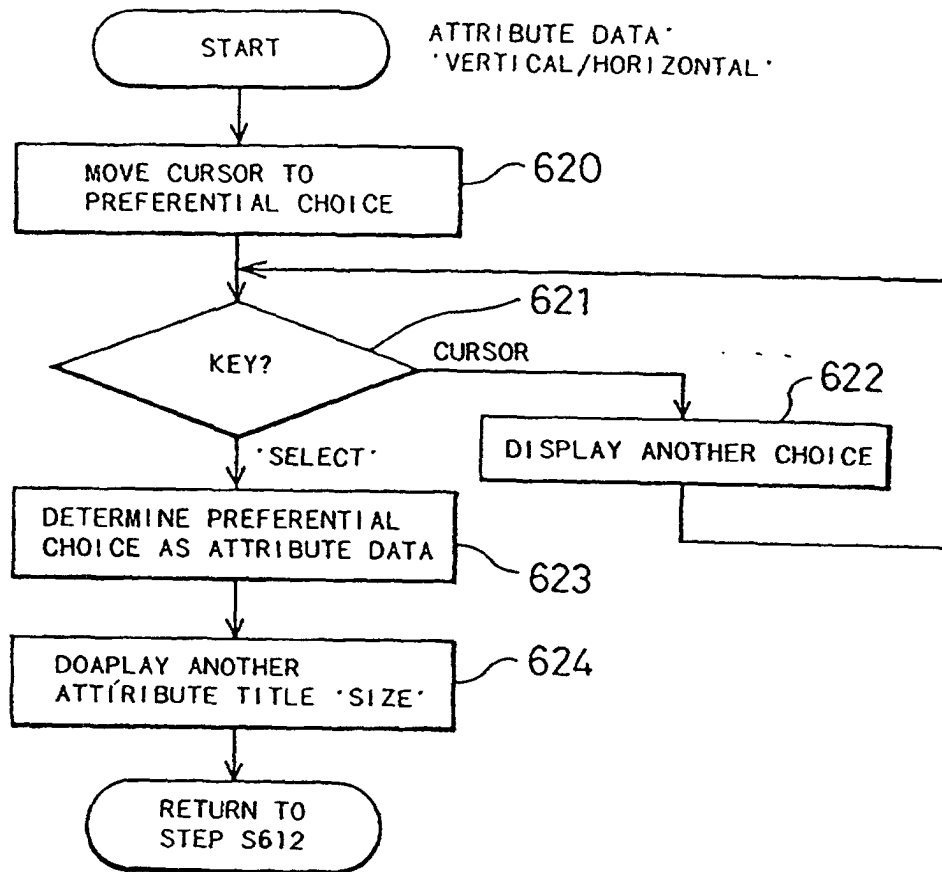 START
ATTRIBUTE DATA'
'VERTICAL/HORIZONTAL'
MOVE CURSOR TO
PREFERENTIAL CHOICE
620
KEY?
621
CURSOR
622
DISPLAY ANOTHER CHOICE
'SELECT'
DETERMINE PREFERENTIAL
CHOICE AS ATTRIBUTE DATA
623
DOAPLAY ANOTHER
ATTIRIBUTE TITLE 'SIZE'
624
RETURN TO
STEP S612